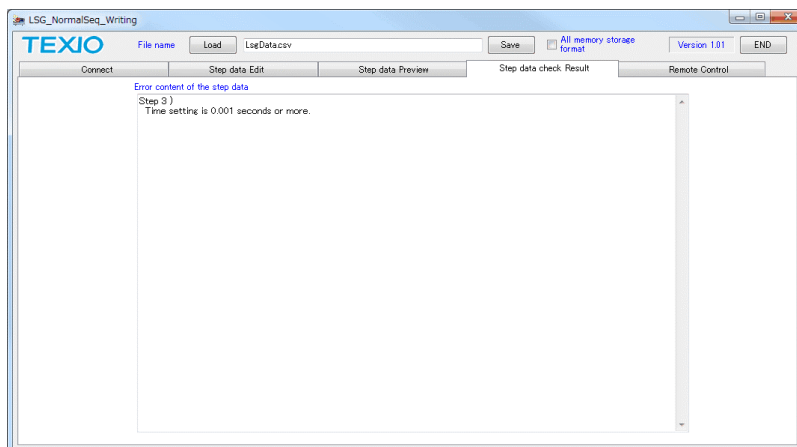 LSG_NormalSeq_Writing
TEXIO File name Load LsgData.csv Save All memory storage format Version 1.01 END
Connect Step data Edit Step data Preview Step data check Result Remote Control
Error content of the step data
Step 3 )
Time setting is 0.001 seconds or more.